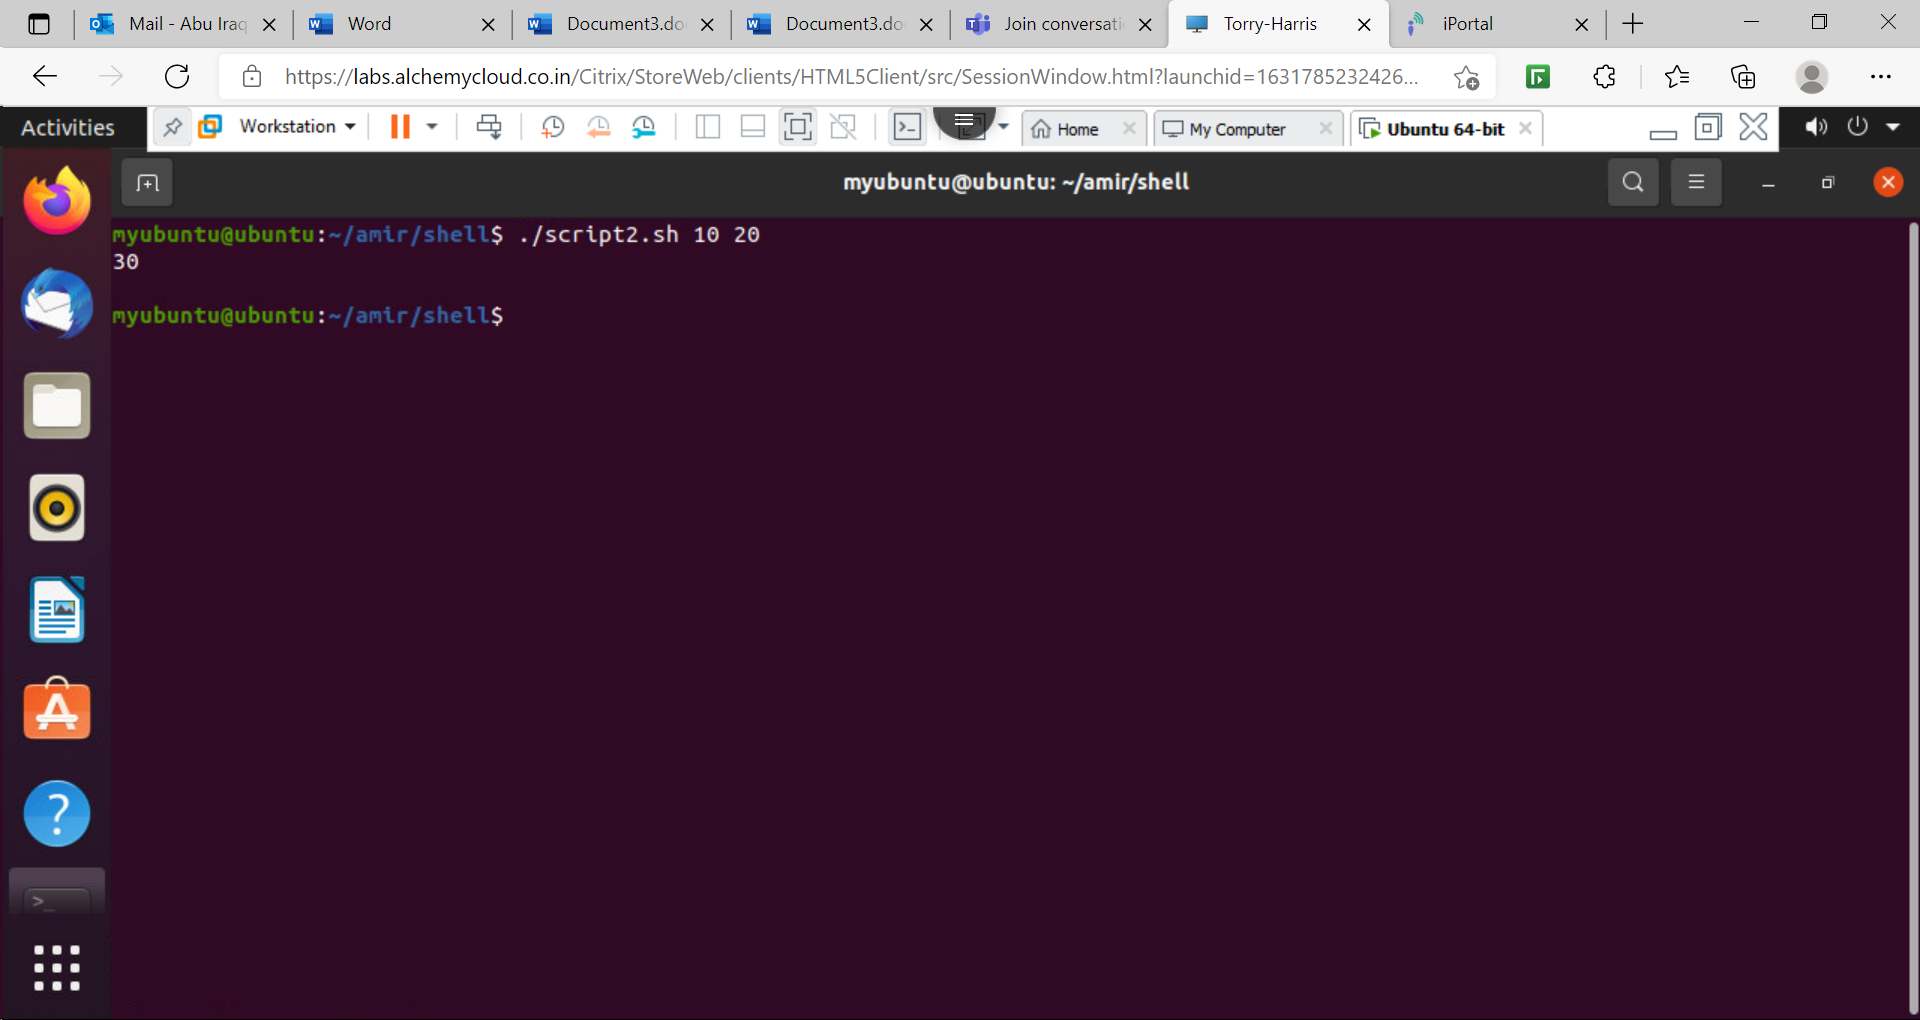 Mail - Abu Iraq
Word
Document3.do
Document3.do
Join conversati
Torry-Harris
iPortal
https://labs.alchemycloud.co.in/Citrix/StoreWeb/clients/HTML5Client/src/SessionWindow.html?launchid=1631785232426...
Activities
Workstation
Home
My Computer
Ubuntu 64-bit
myubuntu@ubuntu: ~/amir/shell
myubuntu@ubuntu:~/amir/shell$ ./script2.sh 10 20
30
myubuntu@ubuntu:~/amir/shell$